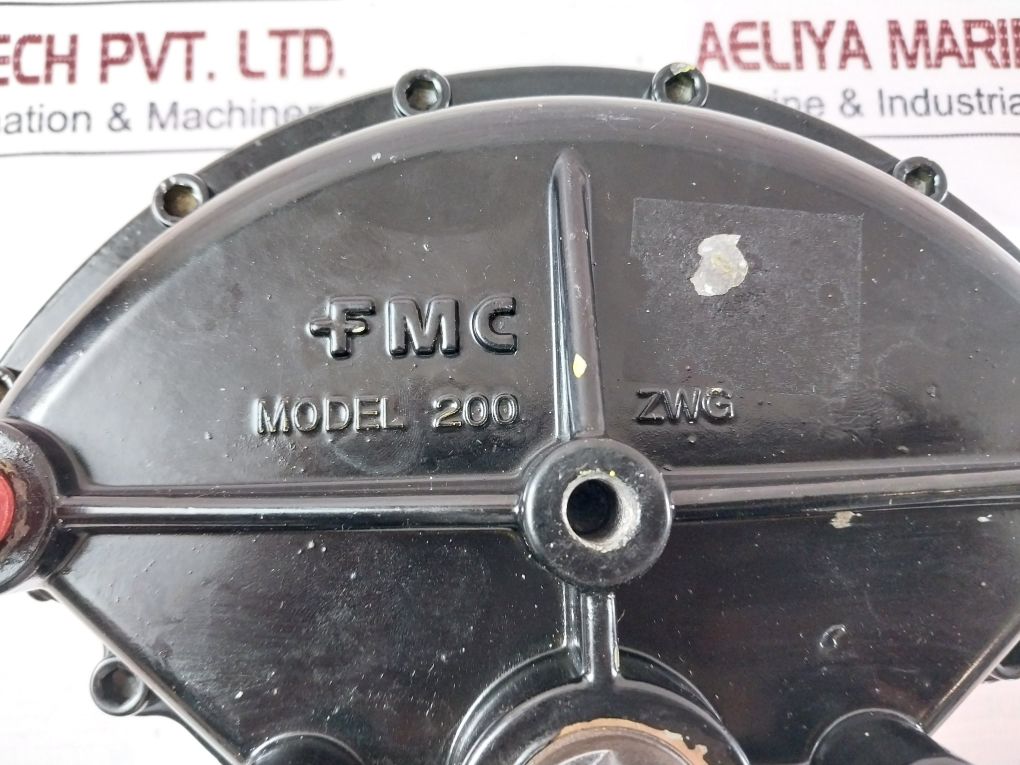 ECH PVT. LTD. AELIYA MARI
ation & Machine ine & Industria
FMC
MODEL 200 ZWG